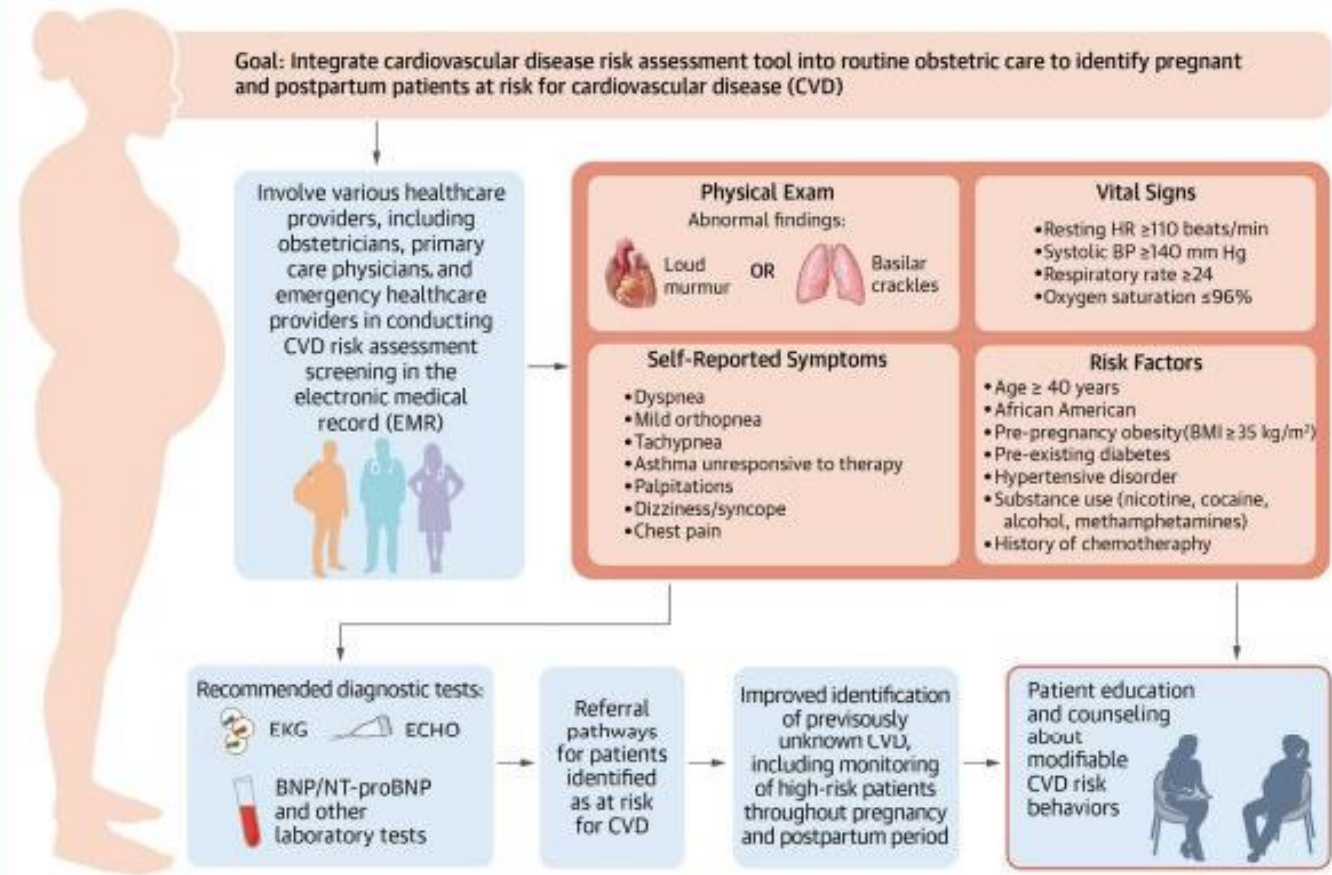 Goal: Integrate cardiovascular disease risk assessment tool into routine obstetric care to identify pregnant
and postpartum patients at risk for cardiovascular disease (CVD)
Involve various healthcare
providers, including
obstetricians, primary
care physicians, and
emergency healthcare
providers in conducting
CVD risk assessment
screening in the
electronic medical
record (EMR)
Physical Exam
Abnormal findings:
Loud
murmur
OR
Basilar
crackles
Vital Signs
•Resting HR ≥110 beats/min
•Systolic BP ≥140 mm Hg
•Respiratory rate ≥24
•Oxygen saturation ≤96%
Self-Reported Symptoms
•Dyspnea
•Mild orthopnea
•Tachypnea
•Asthma unresponsive to therapy
•Palpitations
•Dizziness/syncope
•Chest pain
Risk Factors
•Age ≥ 40 years
•African American
•Pre-pregnancy obesity(BMI ≥35 kg/m²)
•Pre-existing diabetes
•Hypertensive disorder
•Substance use (nicotine, cocaine,
alcohol, methamphetamines)
•History of chemotheraphy
Recommended diagnostic tests:
EKG
ECHO
BNP/NT-proBNP
and other
laboratory tests
Referral
pathways
for patients
identified
as at risk
for CVD
Improved identification
of previsously
unknown CVD,
including monitoring
of high-risk patients
throughout pregnancy
and postpartum period
Patient education
and counseling
about
modifiable
CVD risk
behaviors